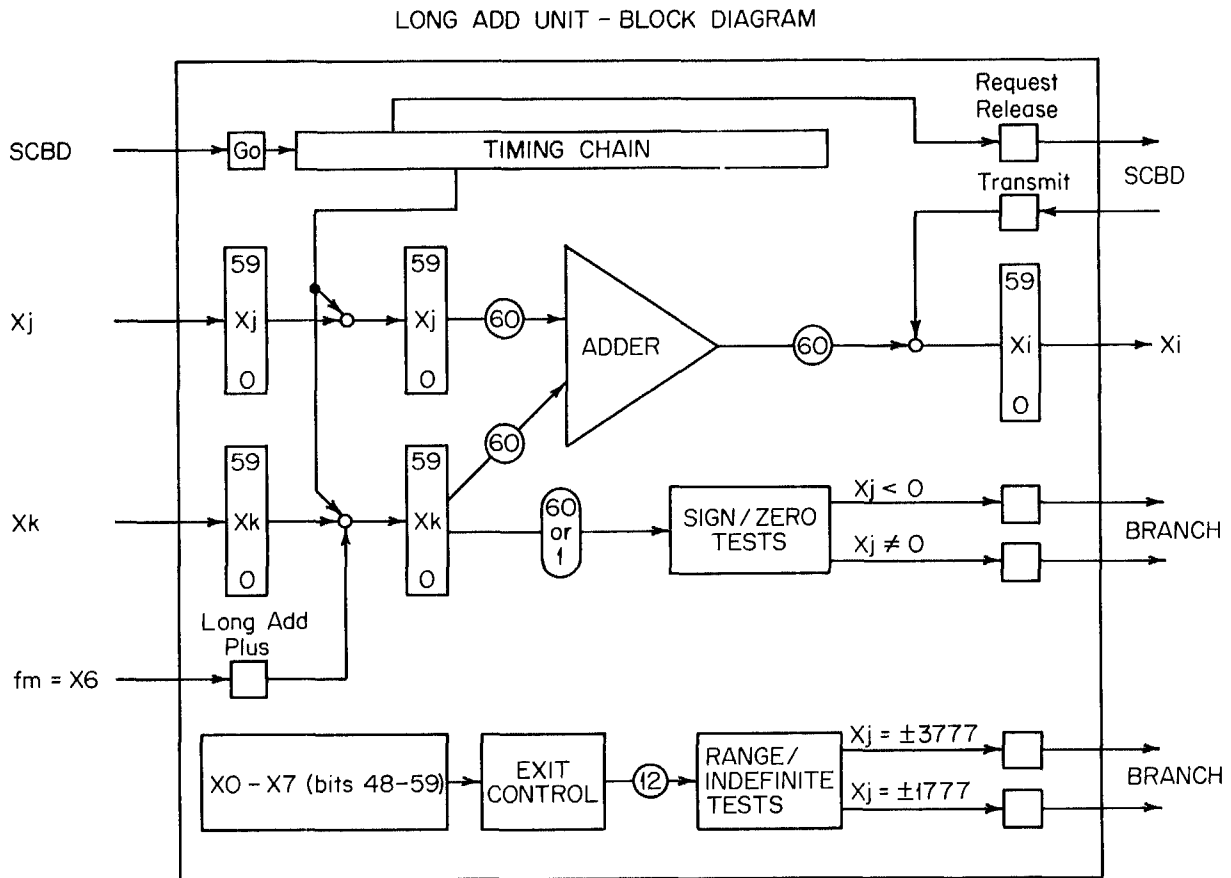 LONG ADD UNIT - BLOCK DIAGRAM
Request
Release
SCBD
Go
TIMING CHAIN
SCBD
Transmit
59
Xj
0
59
Xj
0
59
Xi
0
Xj
60
ADDER
60
Xi
60
59
Xk
0
59
Xk
0
Xk
60
or
1
SIGN/ZERO
TESTS
Xj < 0
Xj ≠ 0
BRANCH
Long Add
Plus
fm = X6
X0 - X7 (bits 48-59)
EXIT
CONTROL
12
RANGE/
INDEFINITE
TESTS
Xj = ±3777
Xj = ±1777
BRANCH